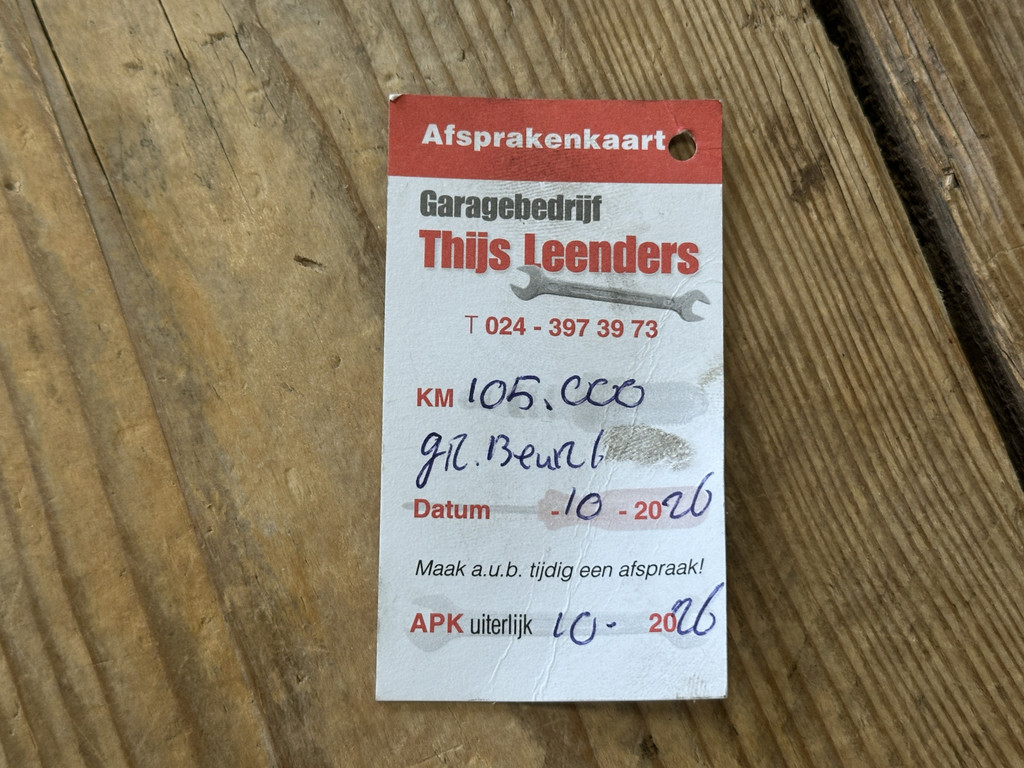 Afsprakenkaart
Garagebedrijf
Thijs Leenders
T 024 - 397 39 73
KM 105.000
gr. Beurt
Datum -10 - 2026
Maak a.u.b. tijdig een afspraak!
APK uiterlijk 10- 2026